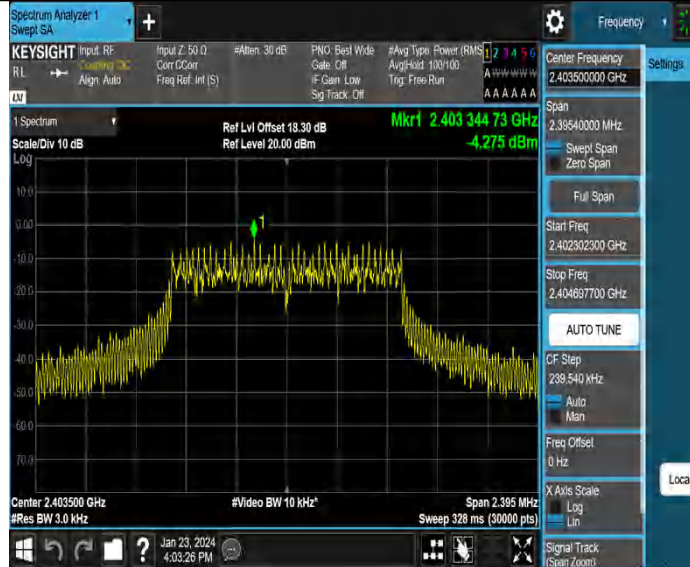 Spectrum Analyzer 1
Swept SA
+
Frequency
KEYSIGHT
RL
Input: RF
Coupling: DC
Align: Auto
Input Z: 50 Ω
Corr CCorr
Freq Ref: Int (S)
#Atten: 30 dB
PNO: Best Wide
Gate: Off
IF Gain: Low
Sig Track: Off
#Avg Type: Power (RMS
Avg|Hold: 100/100
Trig: Free Run
1 2 3 4 5 6
A W W W W W
A A A A A A
LXI
1 Spectrum
Scale/Div 10 dB
Ref Lvl Offset 18.30 dB
Ref Level 20.00 dBm
Mkr1 2.403 344 73 GHz
-4.275 dBm
Log
10.0
0.00
-10.0
-20.0
-30.0
-40.0
-50.0
-60.0
-70.0
1
Center 2.403500 GHz
#Res BW 3.0 kHz
#Video BW 10 kHz*
Span 2.395 MHz
Sweep 328 ms (30000 pts)
?
Jan 23, 2024
4:03:26 PM
Center Frequency
2.403500000 GHz
Settings
Span
2.39540000 MHz
Swept Span
Zero Span
Full Span
Start Freq
2.402302300 GHz
Stop Freq
2.404697700 GHz
AUTO TUNE
CF Step
239.540 kHz
Auto
Man
Freq Offset
0 Hz
X Axis Scale
Log
Lin
Loca
Signal Track
(Span Zoom)